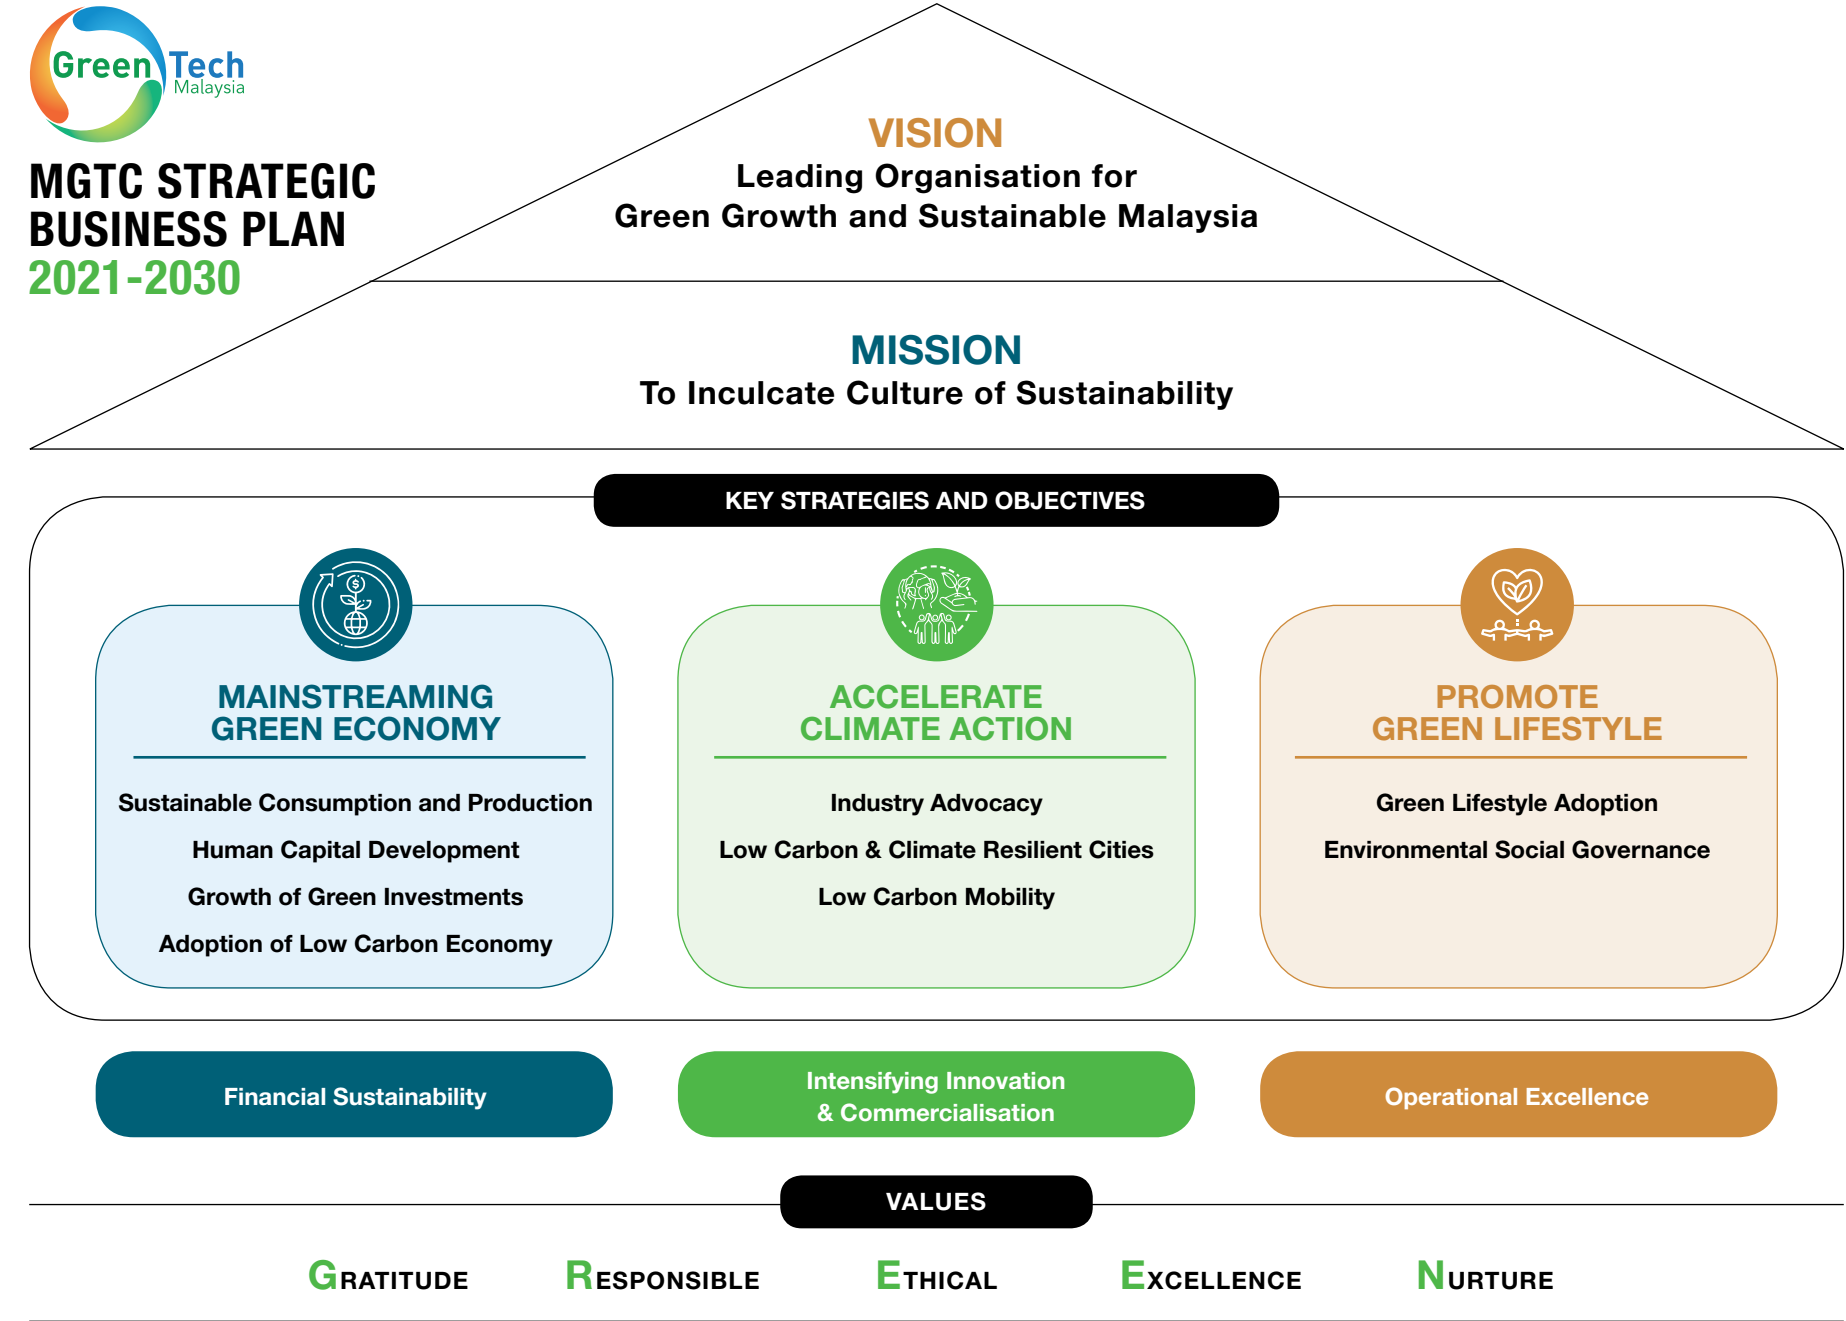 Green Tech
Malaysia
MGTC STRATEGIC
BUSINESS PLAN
2021-2030
VISION
Leading Organisation for
Green Growth and Sustainable Malaysia
MISSION
To Inculcate Culture of Sustainability
KEY STRATEGIES AND OBJECTIVES
MAINSTREAMING
GREEN ECONOMY
Sustainable Consumption and Production
Human Capital Development
Growth of Green Investments
Adoption of Low Carbon Economy
ACCELERATE
CLIMATE ACTION
Industry Advocacy
Low Carbon & Climate Resilient Cities
Low Carbon Mobility
PROMOTE
GREEN LIFESTYLE
Green Lifestyle Adoption
Environmental Social Governance
Financial Sustainability
Intensifying Innovation
& Commercialisation
Operational Excellence
VALUES
GRATITUDE RESPONSIBLE ETHICAL EXCELLENCE NURTURE